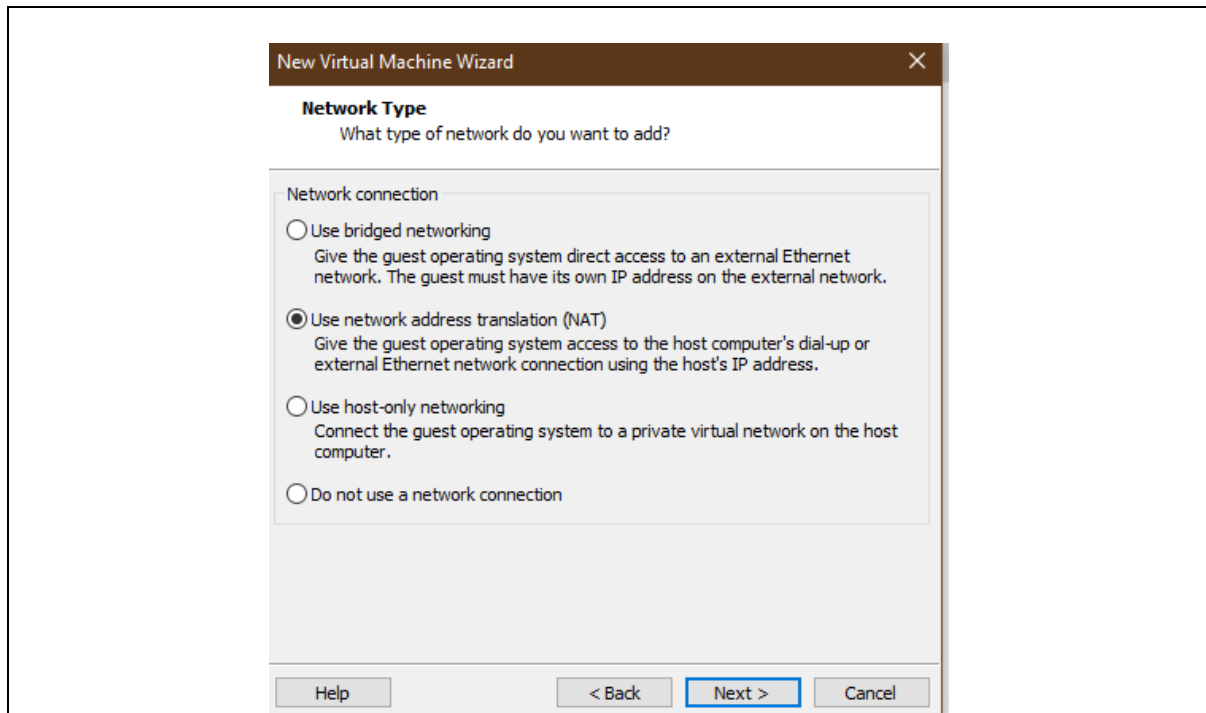 New Virtual Machine Wizard
Network Type
What type of network do you want to add?
Network connection
Use bridged networking
Give the guest operating system direct access to an external Ethernet
network. The guest must have its own IP address on the external network.
Use network address translation (NAT)
Give the guest operating system access to the host computer's dial-up or
external Ethernet network connection using the host's IP address.
Use host-only networking
Connect the guest operating system to a private virtual network on the host
computer.
Do not use a network connection
Help
< Back
Next >
Cancel